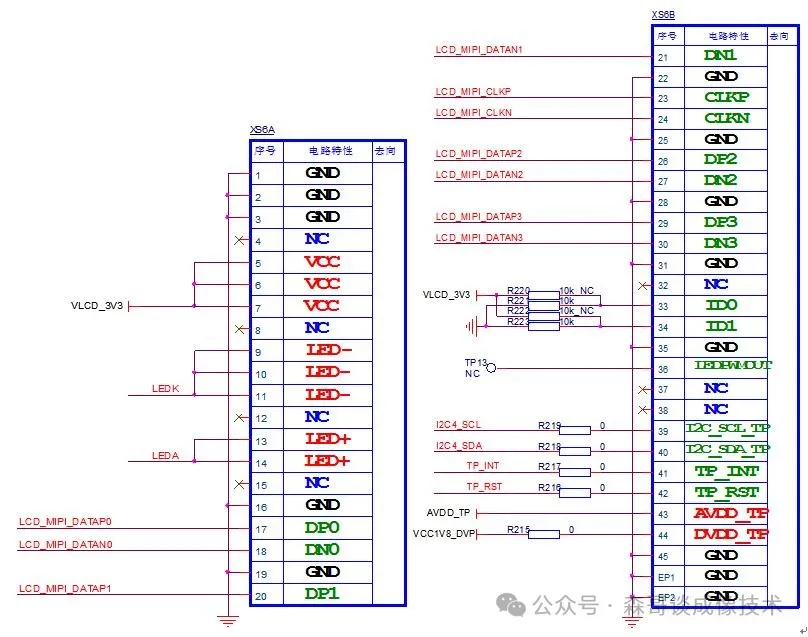 XS6A
序号 电路特性 去向
1 GND
2 GND
3 GND
4 NC
5 VCC
6 VCC
VLCD_3V3 7 VCC
8 NC
9 LED-
10 LED-
LEDK 11 LED-
12 NC
13 LED+
LEDA 14 LED+
15 NC
16 GND
LCD_MIPI_DATAP0 17 DP0
LCD_MIPI_DATAN0 18 DN0
19 GND
LCD_MIPI_DATAP1 20 DP1
XS6B
序号 电路特性 去向
LCD_MIPI_DATAN1 21 DN1
22 GND
LCD_MIPI_CLKP 23 CLKP
LCD_MIPI_CLKN 24 CLKN
25 GND
LCD_MIPI_DATAP2 26 DP2
LCD_MIPI_DATAN2 27 DN2
28 GND
LCD_MIPI_DATAP3 29 DP3
LCD_MIPI_DATAN3 30 DN3
31 GND
32 NC
VLCD_3V3 R220 10k_NC
R221 10k 33 ID0
R222 10k_NC
R223 10k 34 ID1
35 GND
TP13 36 LEDPWMOUT
NC
37 NC
38 NC
I2C4_SCL R219 0 39 I2C_SCL_TP
I2C4_SDA R218 0 40 I2C_SDA_TP
TP_INT R217 0 41 TP_INT
TP_RST R216 0 42 TP_RST
AVDD_TP 43 AVDD_TP
VCC1V8_DVP R215 0 44 DVDD_TP
45 GND
EP1 GND
EP2 GND
公众号 · 森哥谈成像技术